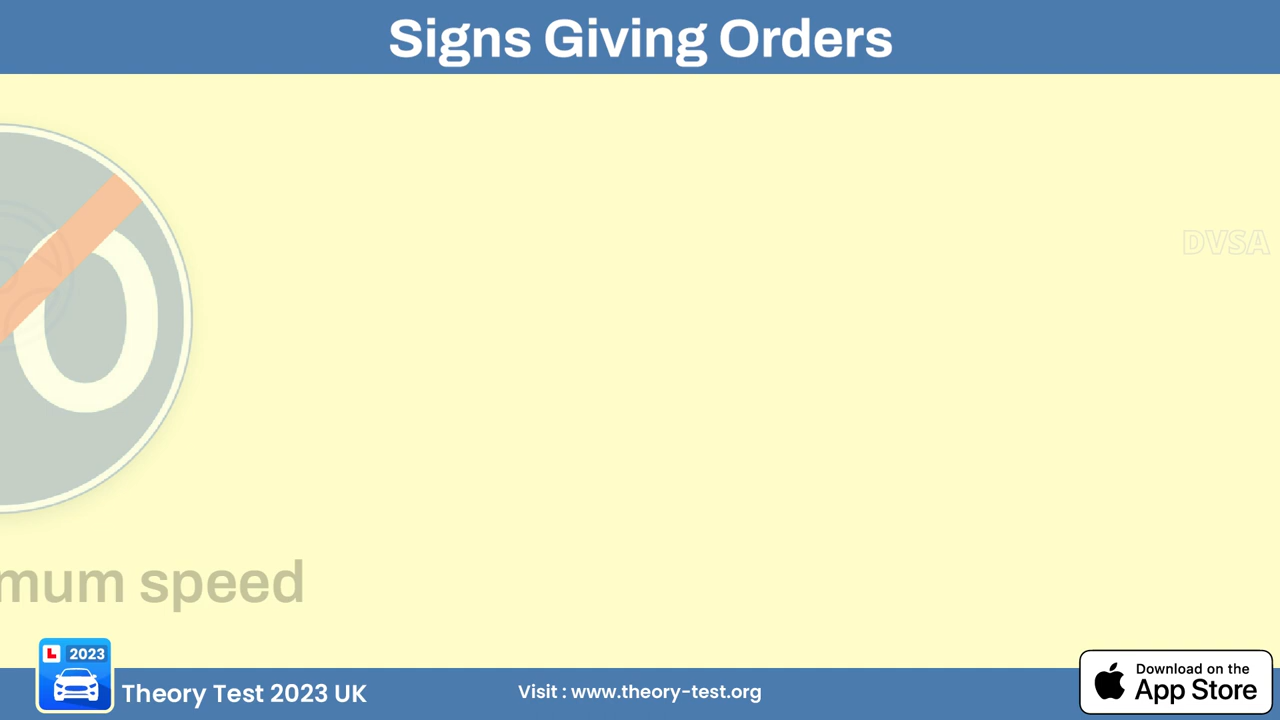 Signs Giving Orders
0
DVSA
mum speed
L 2023
Theory Test 2023 UK
Visit : www.theory-test.org
Download on the
App Store